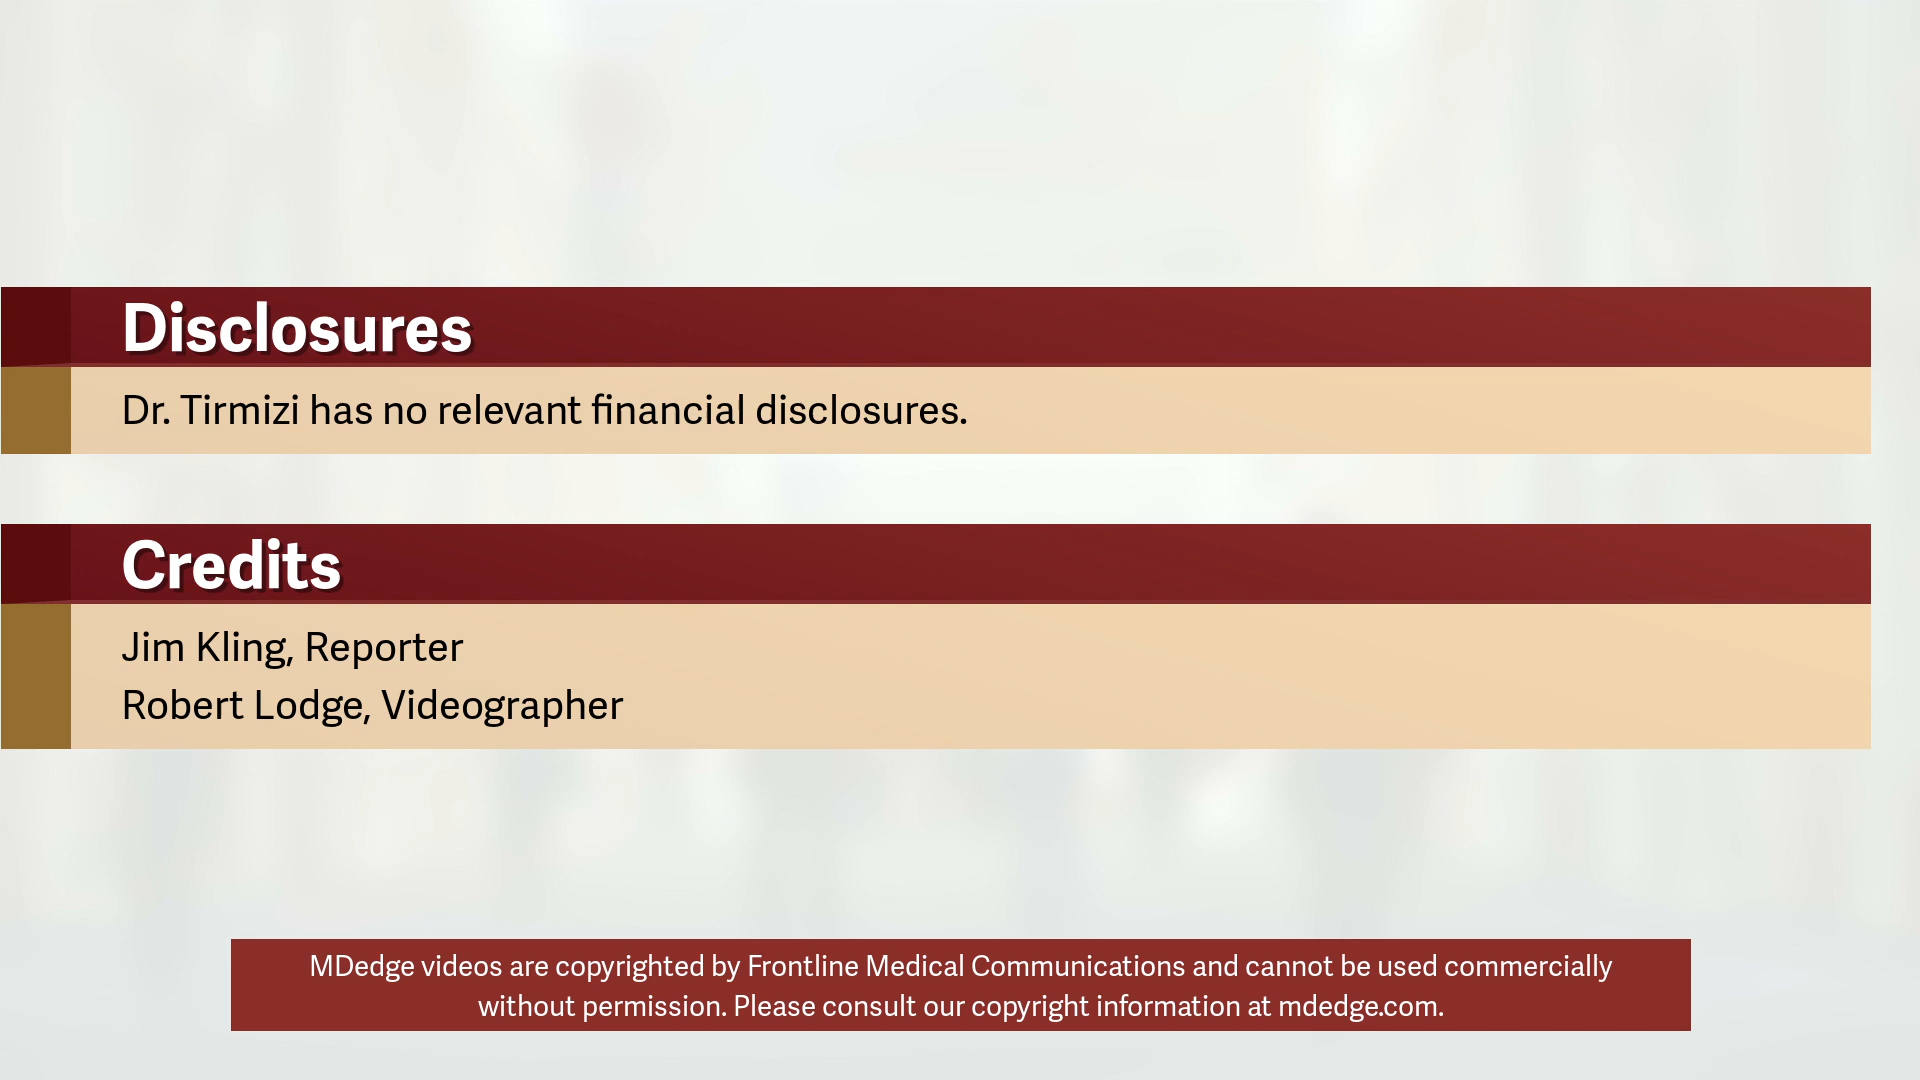 Disclosures
Dr. Tirmizi has no relevant financial disclosures.
Credits
Jim Kling, Reporter
Robert Lodge, Videographer
MDedge videos are copyrighted by Frontline Medical Communications and cannot be used commercially
without permission. Please consult our copyright information at mdedge.com.